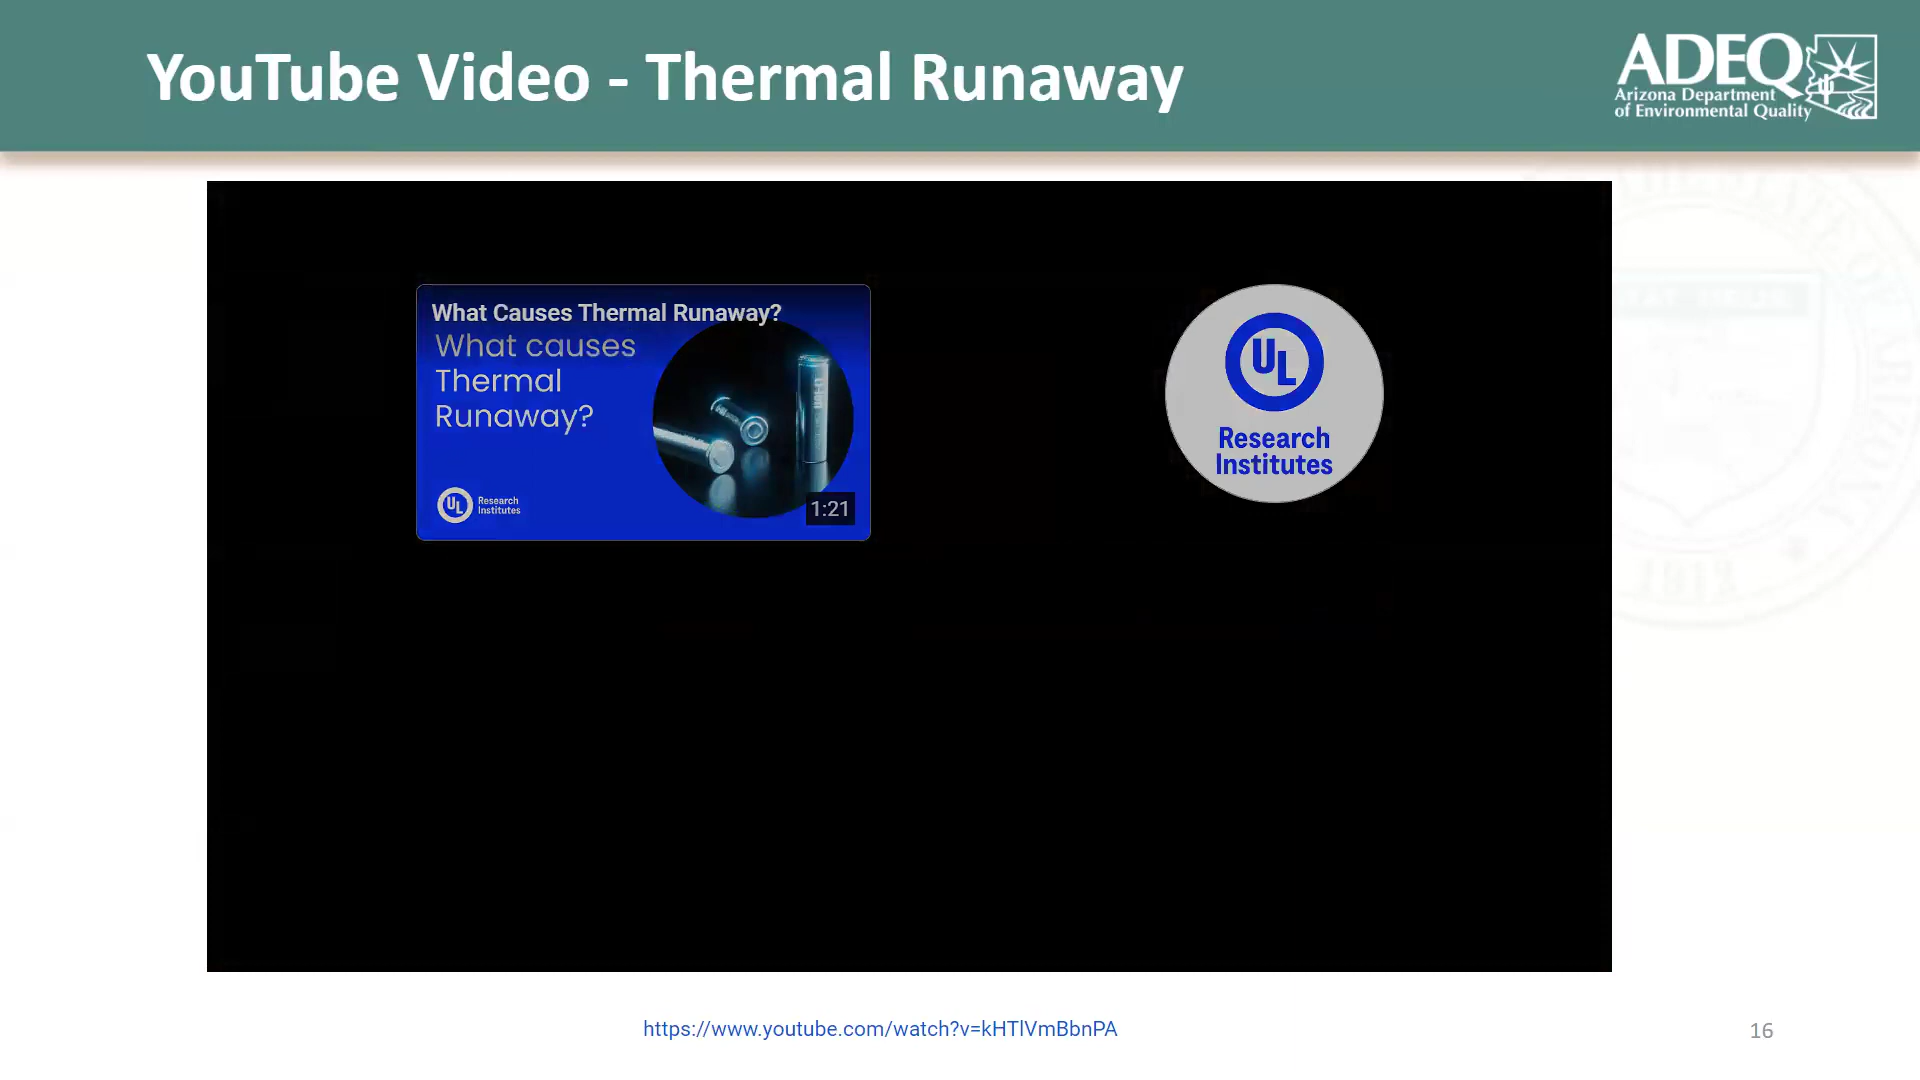 YouTube Video - Thermal Runaway
ADEQ
Arizona Department
of Environmental Quality
What Causes Thermal Runaway?
What causes
Thermal
Runaway?
UL Research
Institutes
1:21
UL
Research
Institutes
1912
https://www.youtube.com/watch?v=kHTlVmBbnPA
16